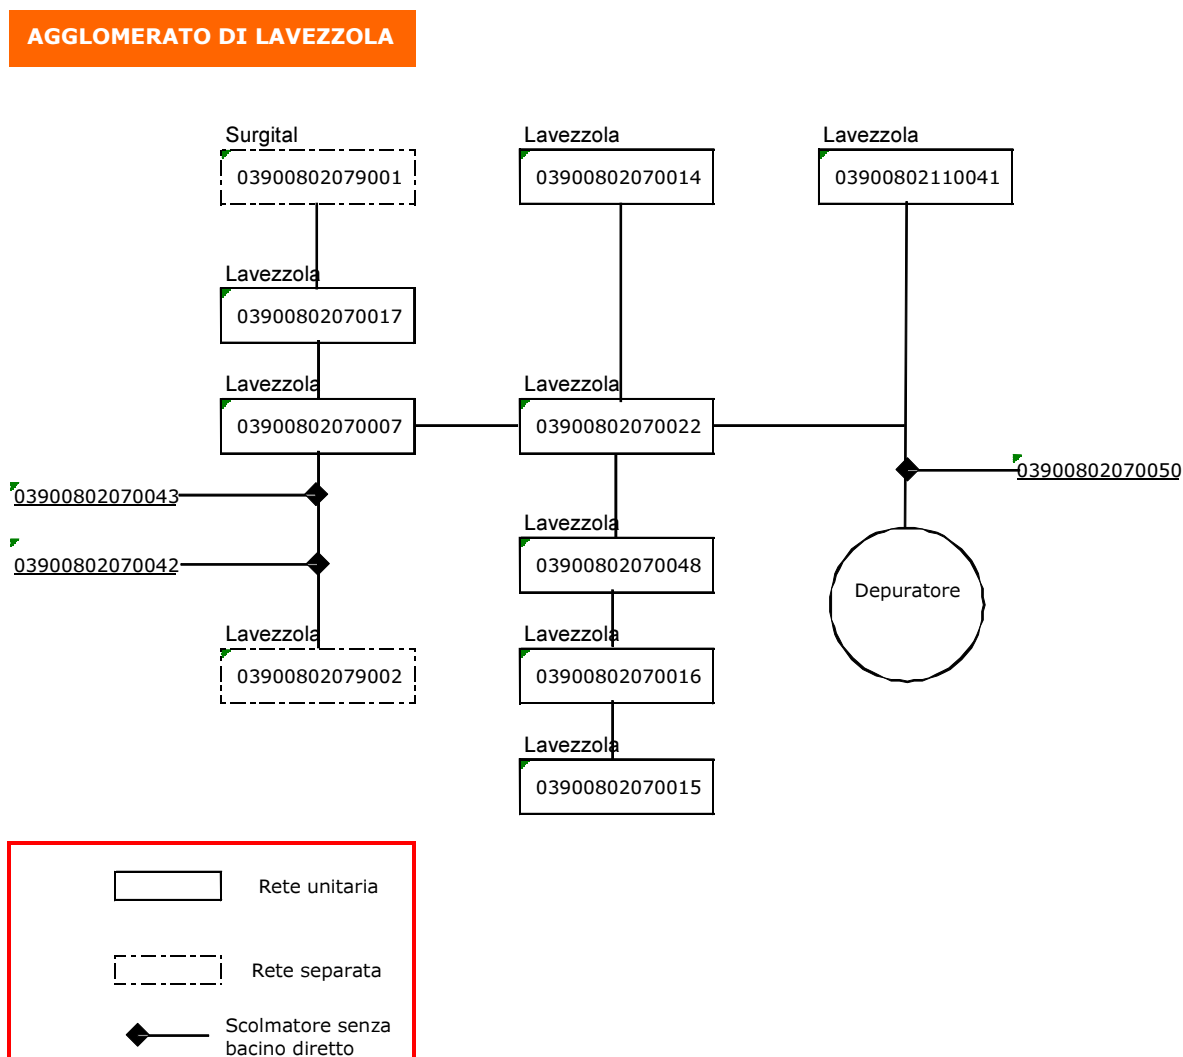 AGGLOMERATO DI LAVEZZOLA
Surgital
03900802079001
Lavezzola
03900802070014
Lavezzola
03900802110041
Lavezzola
03900802070017
Lavezzola
03900802070007
Lavezzola
03900802070022
03900802070043
03900802070050
03900802070042
Lavezzola
03900802070048
Depuratore
Lavezzola
03900802079002
Lavezzola
03900802070016
Lavezzola
03900802070015
Rete unitaria
Rete separata
Scolmatore senza
bacino diretto